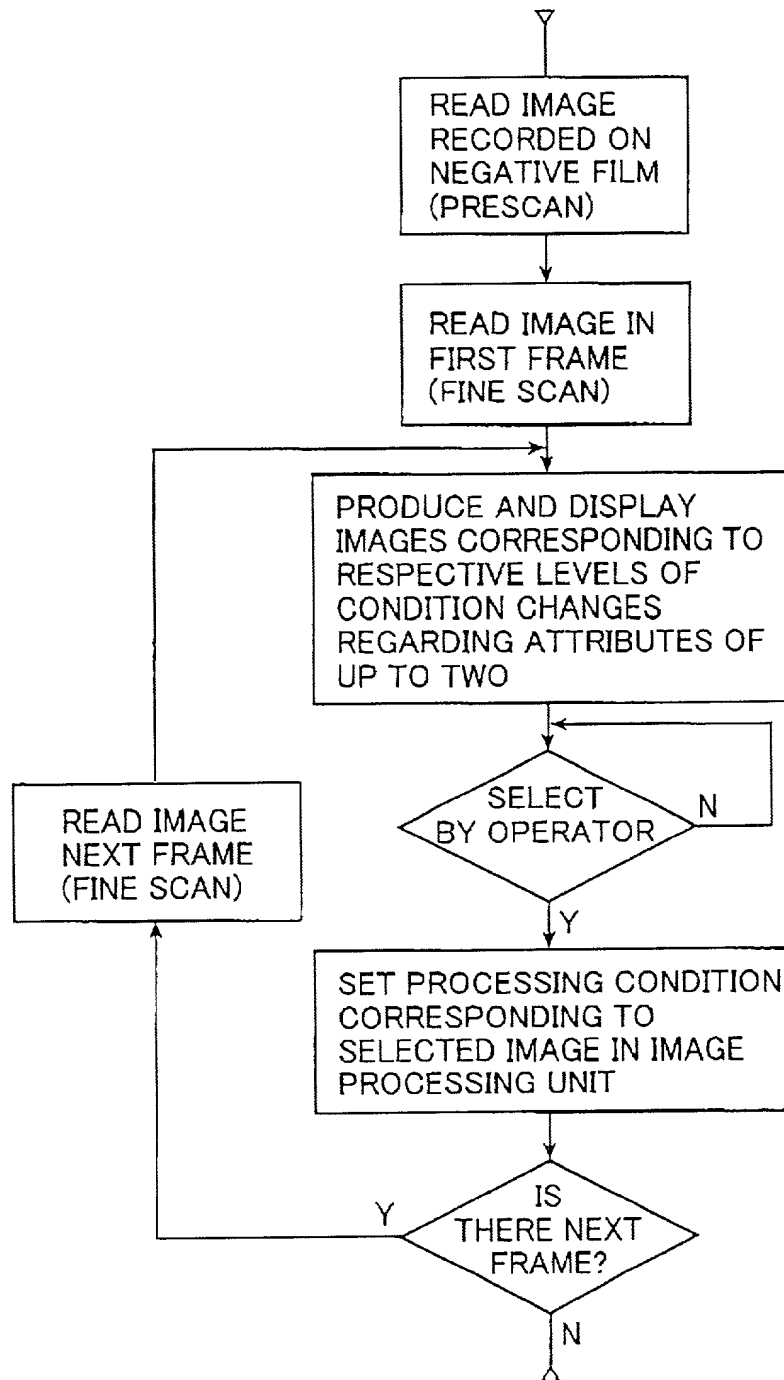 READ IMAGE
RECORDED ON
NEGATIVE FILM
(PRESCAN)
READ IMAGE IN
FIRST FRAME
(FINE SCAN)
PRODUCE AND DISPLAY
IMAGES CORRESPONDING TO
RESPECTIVE LEVELS OF
CONDITION CHANGES
REGARDING ATTRIBUTES OF
UP TO TWO
SELECT
BY OPERATOR
N
Y
READ IMAGE
NEXT FRAME
(FINE SCAN)
SET PROCESSING CONDITION
CORRESPONDING TO
SELECTED IMAGE IN IMAGE
PROCESSING UNIT
IS
THERE NEXT
FRAME?
Y
N